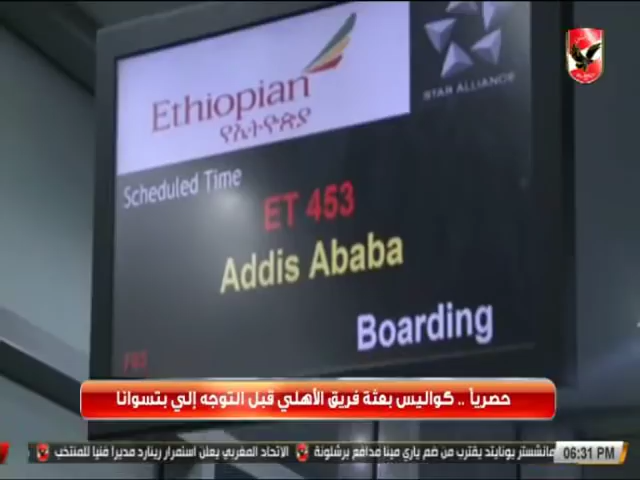 Ethiopian
የኢትዮጵያ
STAR ALLIANCE
Scheduled Time
ET 453
Addis Ababa
Boarding
حصرياً .. كواليس بعثة فريق الأهلي قبل التوجه إلي بتسوانا
مانشستر يونايتد يقترب من ضم ياري مينا مدافع برشلونة
الاتحاد المغربي يعلن استمرار رينارد مديرا فنيا للمنتخب
06:31 PM